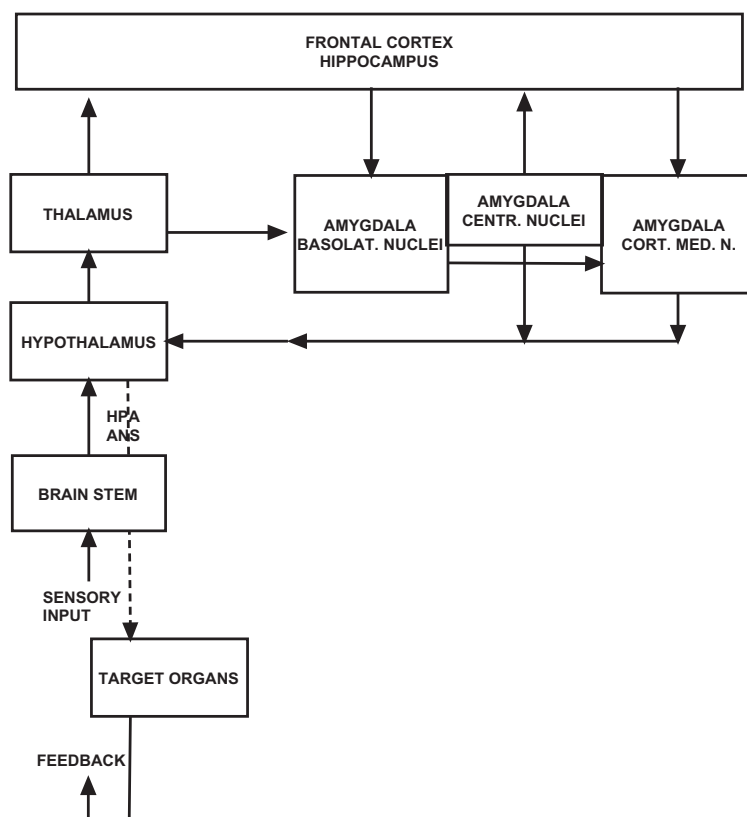 FRONTAL CORTEX
HIPPOCAMPUS
THALAMUS
AMYGDALA
BASOLAT. NUCLEI
AMYGDALA
CENTR. NUCLEI
AMYGDALA
CORT. MED. N.
HYPOTHALAMUS
HPA
ANS
BRAIN STEM
SENSORY
INPUT
TARGET ORGANS
FEEDBACK